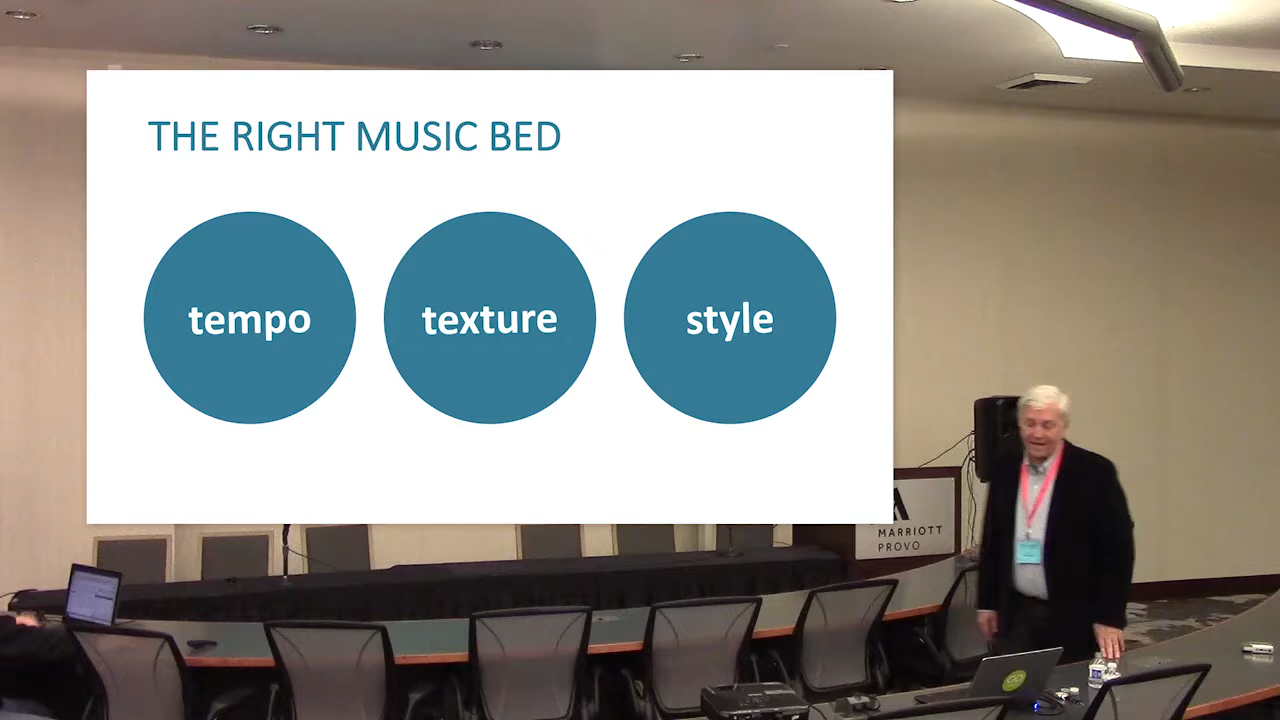 THE RIGHT MUSIC BED
tempo
texture
style
MARRIOTT
PROVO